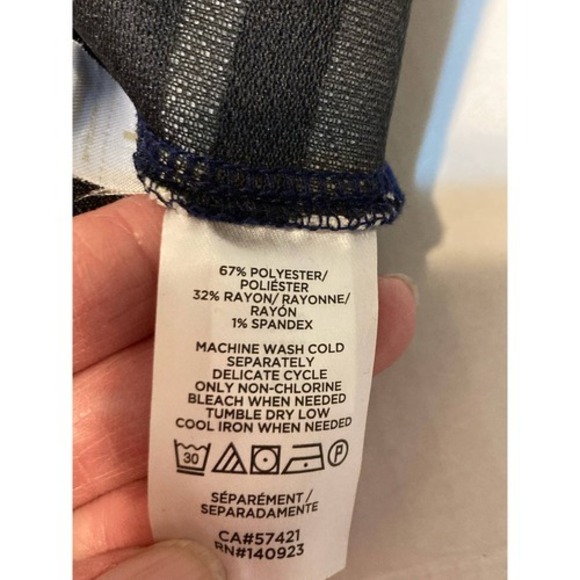 67% POLYESTER/
POLIÉSTER
32% RAYON/ RAYONNE/
RAYÓN
1% SPANDEX
MACHINE WASH COLD
SEPARATELY
DELICATE CYCLE
ONLY NON-CHLORINE
BLEACH WHEN NEEDED
TUMBLE DRY LOW
COOL IRON WHEN NEEDED
30 P
SÉPARÉMENT/
SEPARADAMENTE
CA#57421
RN#140923